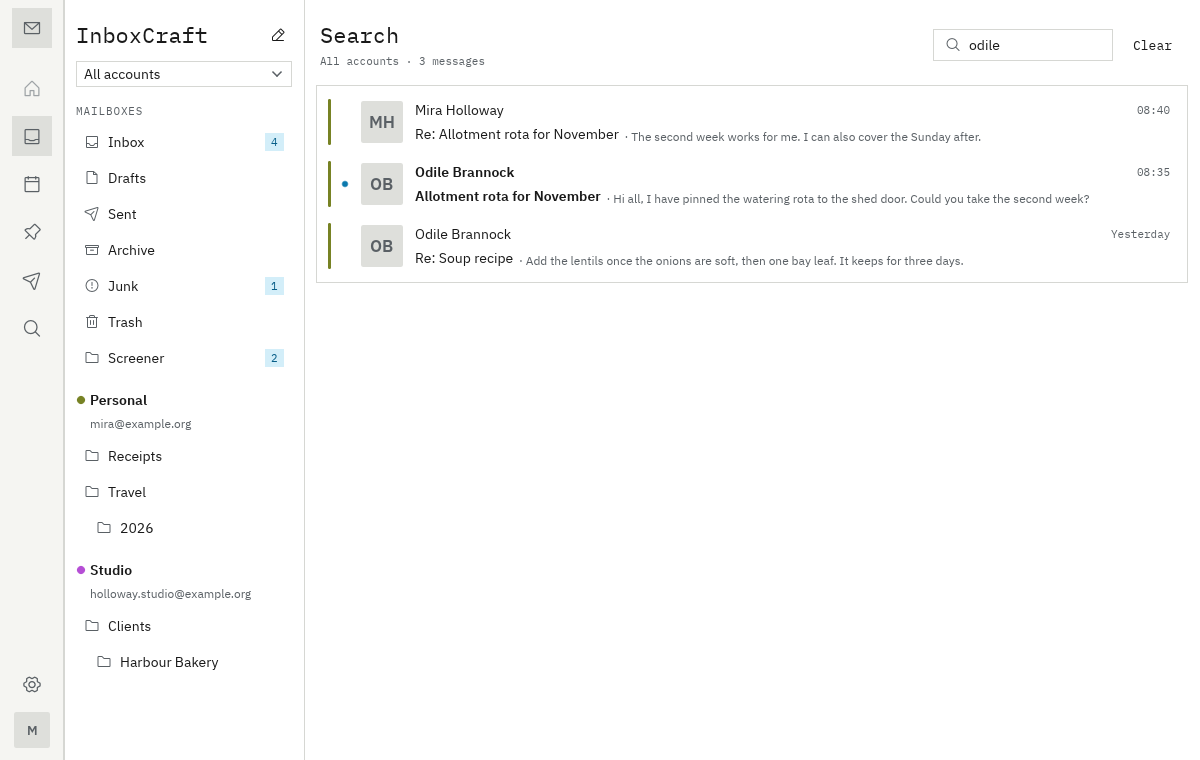 InboxCraft
All accounts
MAILBOXES
Inbox 4
Drafts
Sent
Archive
Junk 1
Trash
Screener 2
Personal
mira@example.org
Receipts
Travel
2026
Studio
holloway.studio@example.org
Clients
Harbour Bakery
M
Search
All accounts · 3 messages
odile
Clear
MH
Mira Holloway 08:40
Re: Allotment rota for November · The second week works for me. I can also cover the Sunday after.
OB
Odile Brannock 08:35
Allotment rota for November · Hi all, I have pinned the watering rota to the shed door. Could you take the second week?
OB
Odile Brannock Yesterday
Re: Soup recipe · Add the lentils once the onions are soft, then one bay leaf. It keeps for three days.